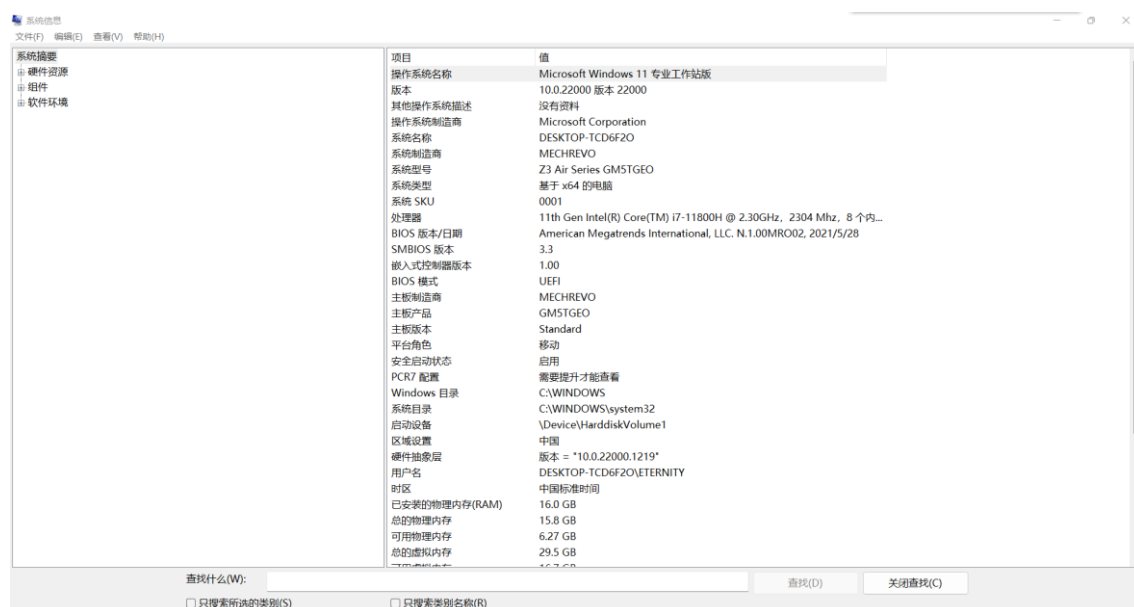 系统信息
文件(F) 编辑(E) 查看(V) 帮助(H)
系统摘要
硬件资源
组件
软件环境
项目 值
操作系统名称 Microsoft Windows 11 专业工作站版
版本 10.0.22000 版本 22000
其他操作系统描述 没有资料
操作系统制造商 Microsoft Corporation
系统名称 DESKTOP-TCD6F2O
系统制造商 MECHREVO
系统型号 Z3 Air Series GM5TGEO
系统类型 基于 x64 的电脑
系统 SKU 0001
处理器 11th Gen Intel(R) Core(TM) i7-11800H @ 2.30GHz，2304 Mhz，8 个内...
BIOS 版本/日期 American Megatrends International, LLC. N.1.00MRO02, 2021/5/28
SMBIOS 版本 3.3
嵌入式控制器版本 1.00
BIOS 模式 UEFI
主板制造商 MECHREVO
主板产品 GM5TGEO
主板版本 Standard
平台角色 移动
安全启动状态 启用
PCR7 配置 需要提升才能查看
Windows 目录 C:\WINDOWS
系统目录 C:\WINDOWS\system32
启动设备 \Device\HarddiskVolume1
区域设置 中国
硬件抽象层 版本 = "10.0.22000.1219"
用户名 DESKTOP-TCD6F2O\ETERNITY
时区 中国标准时间
已安装的物理内存(RAM) 16.0 GB
总的物理内存 15.8 GB
可用物理内存 6.27 GB
总的虚拟内存 29.5 GB
可用虚拟内存 16.7 GB
查找什么(W): 查找(D) 关闭查找(C)
只搜索所选的类别(S) 只搜索类别名称(R)